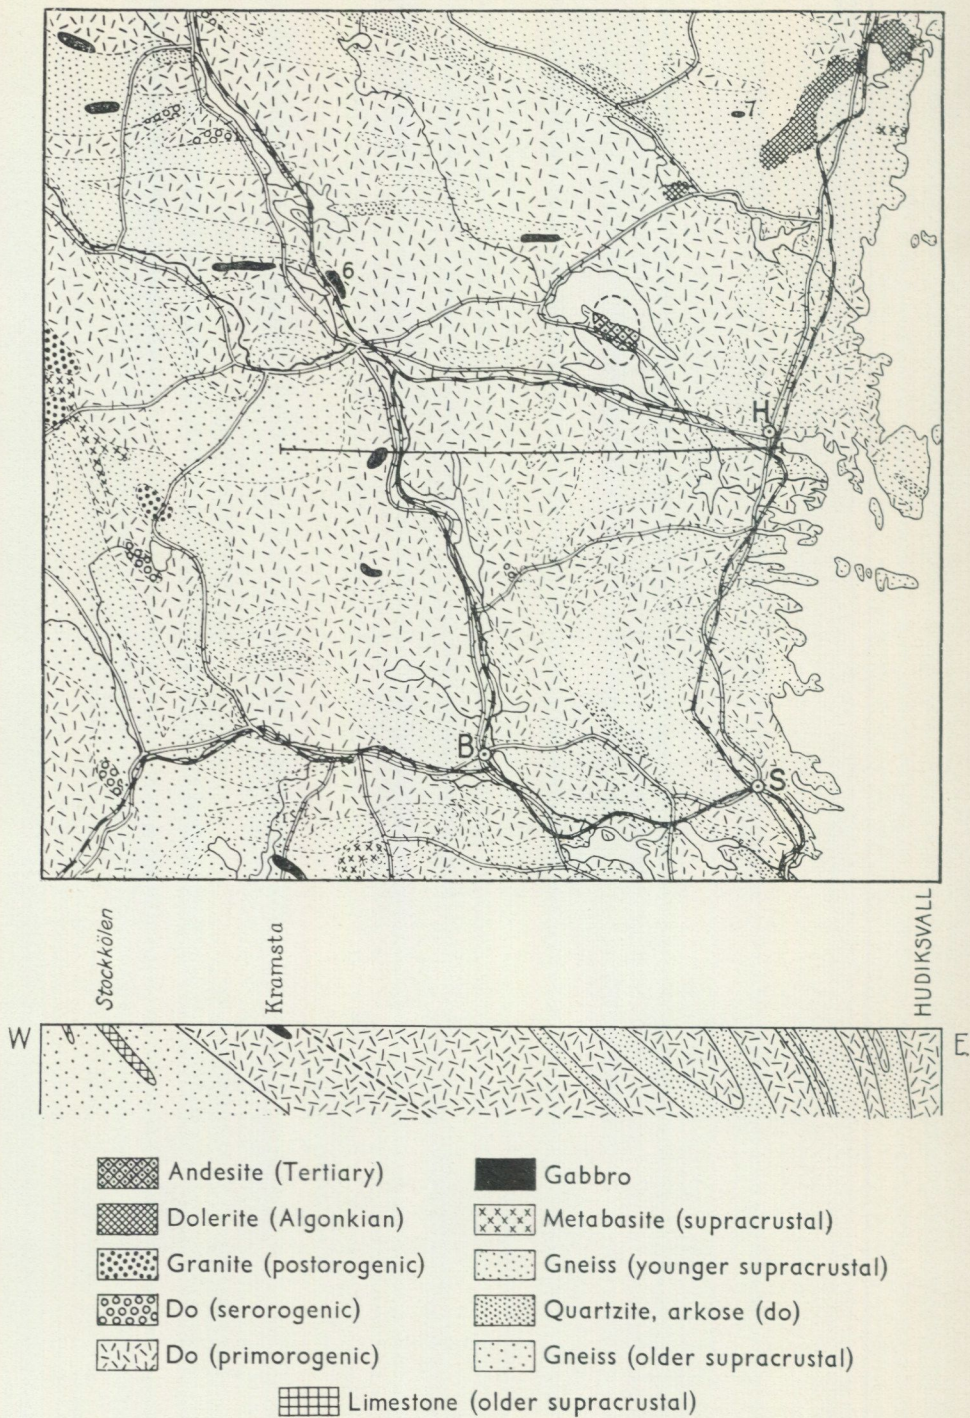 7
6
H
B
S
Stockkölen
Kramsta
HUDIKSVALL
W
E
Andesite (Tertiary)
Dolerite (Algonkian)
Granite (postorogenic)
Do (serorogenic)
Do (primorogenic)
Gabbro
Metabasite (supracrustal)
Gneiss (younger supracrustal)
Quartzite, arkose (do)
Gneiss (older supracrustal)
Limestone (older supracrustal)